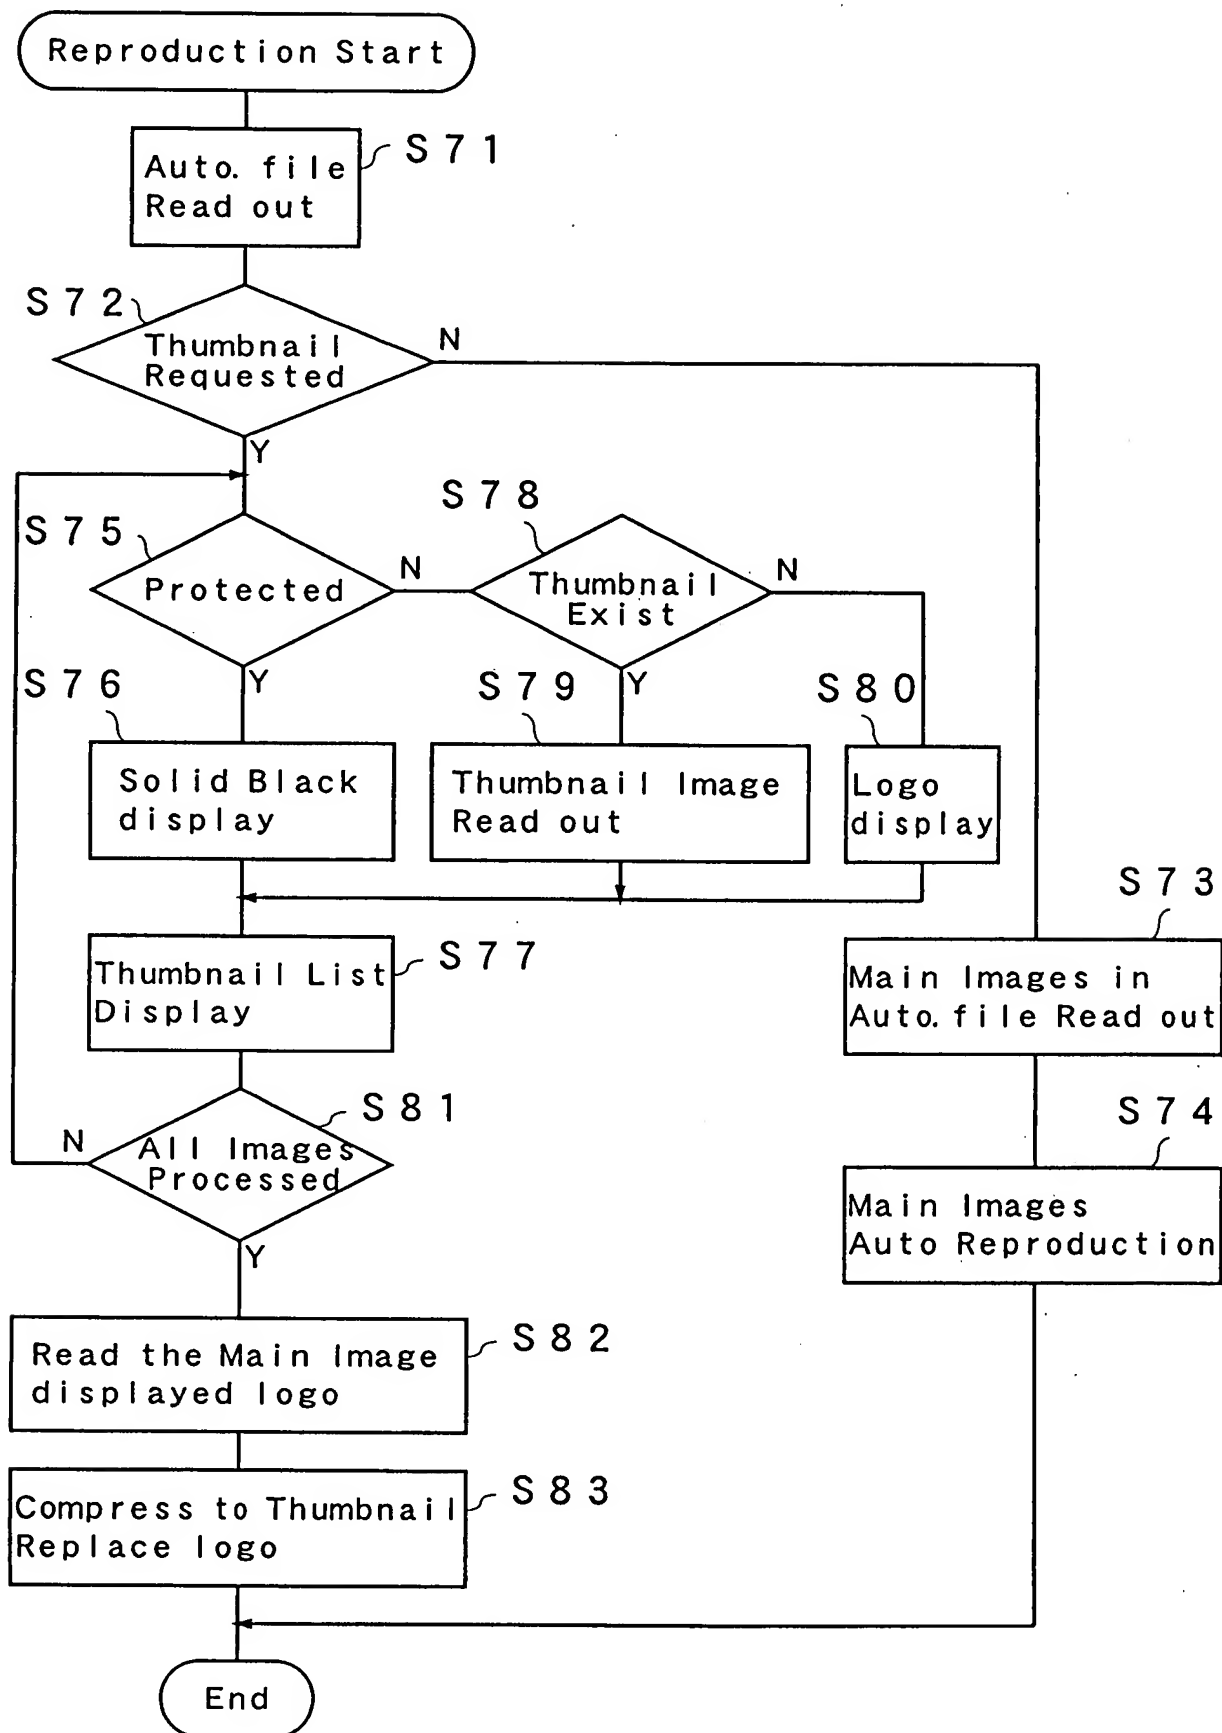 Reproduction Start
S71
Auto. file
Read out
S72
Thumbnail
Requested
N
Y
S75
Protected
N
Y
S78
Thumbnail
Exist
N
Y
S76
Solid Black
display
S79
Thumbnail Image
Read out
S80
Logo
display
S77
Thumbnail List
Display
S73
Main Images in
Auto. file Read out
S81
All Images
Processed
N
Y
S74
Main Images
Auto Reproduction
S82
Read the Main Image
displayed logo
S83
Compress to Thumbnail
Replace logo
End